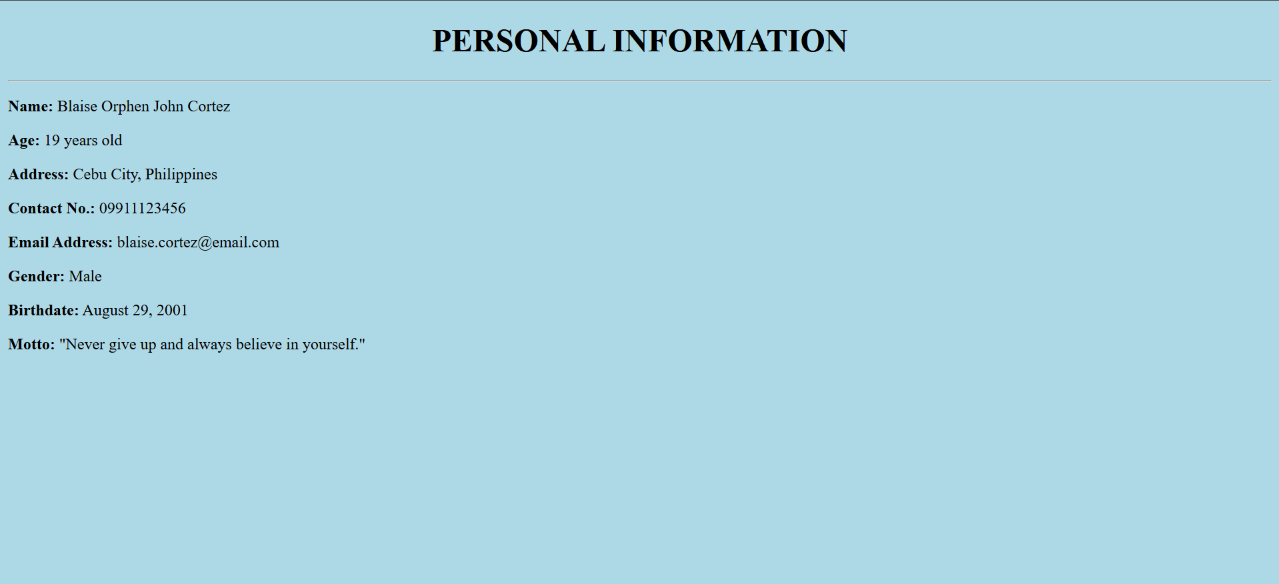 PERSONAL INFORMATION
Name: Blaise Orphen John Cortez
Age: 19 years old
Address: Cebu City, Philippines
Contact No.: 09911123456
Email Address: blaise.cortez@email.com
Gender: Male
Birthdate: August 29, 2001
Motto: "Never give up and always believe in yourself."